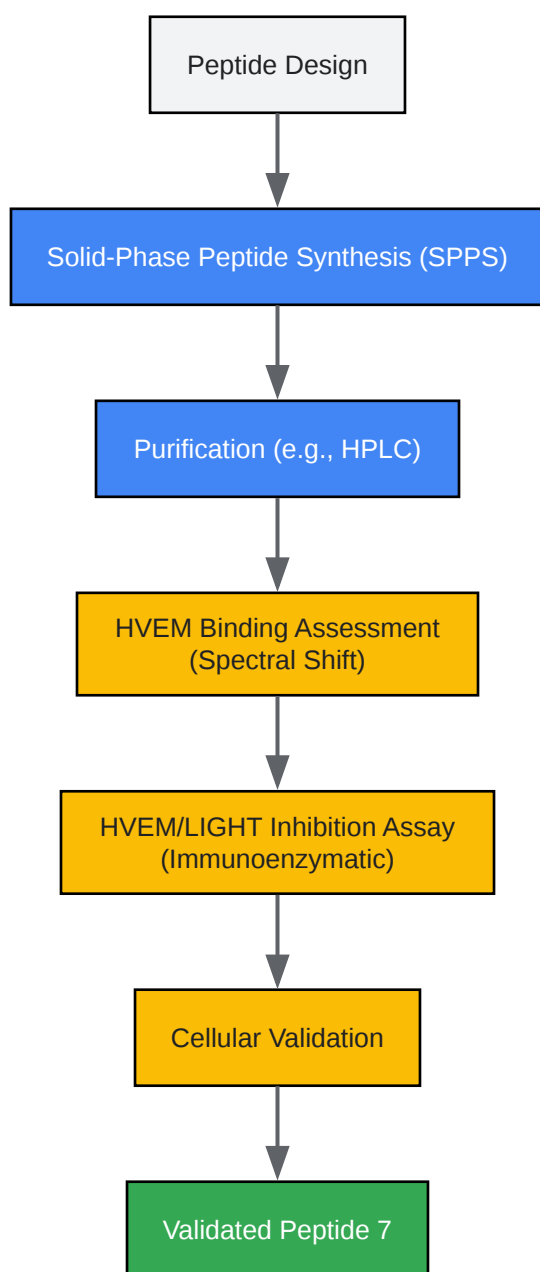 Peptide Design
Solid-Phase Peptide Synthesis (SPPS)
Purification (e.g., HPLC)
HVEM Binding Assessment
(Spectral Shift)
HVEM/LIGHT Inhibition Assay
(Immunoenzymatic)
Cellular Validation
Validated Peptide 7